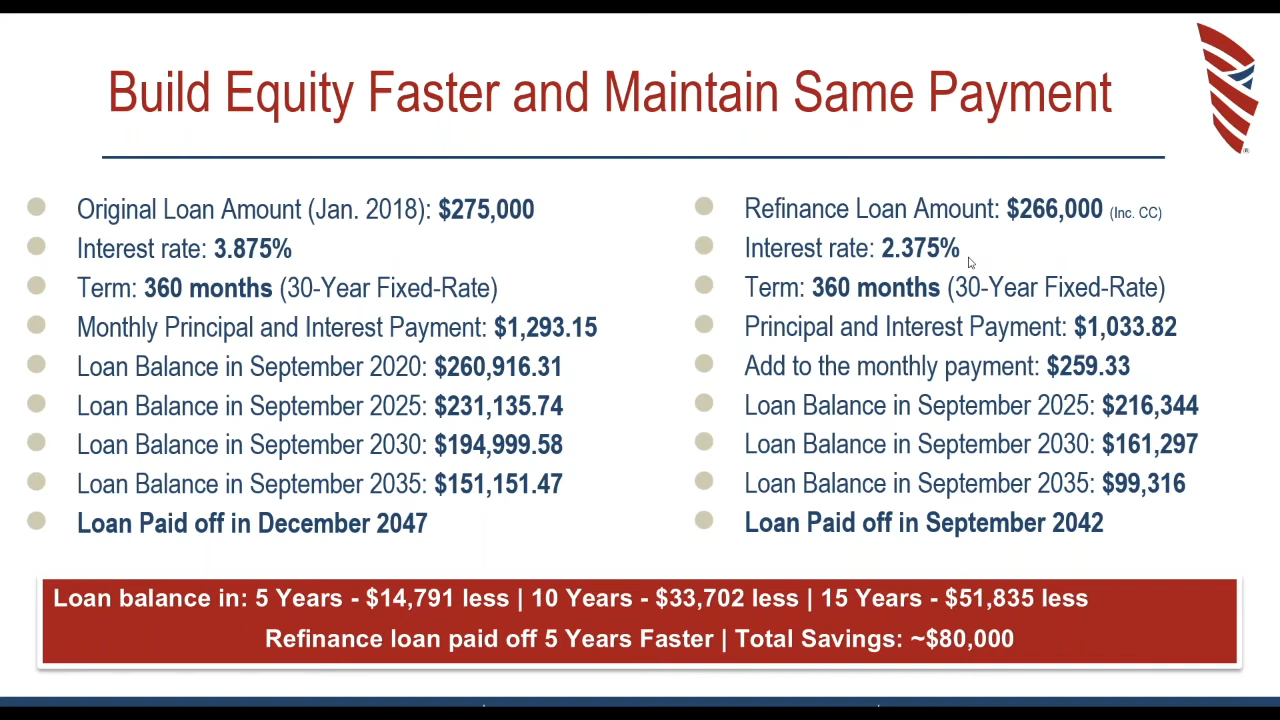 Build Equity Faster and Maintain Same Payment
Original Loan Amount (Jan. 2018): $275,000
Interest rate: 3.875%
Term: 360 months (30-Year Fixed-Rate)
Monthly Principal and Interest Payment: $1,293.15
Loan Balance in September 2020: $260,916.31
Loan Balance in September 2025: $231,135.74
Loan Balance in September 2030: $194,999.58
Loan Balance in September 2035: $151,151.47
Loan Paid off in December 2047
Refinance Loan Amount: $266,000 (Inc. CC)
Interest rate: 2.375%
Term: 360 months (30-Year Fixed-Rate)
Principal and Interest Payment: $1,033.82
Add to the monthly payment: $259.33
Loan Balance in September 2025: $216,344
Loan Balance in September 2030: $161,297
Loan Balance in September 2035: $99,316
Loan Paid off in September 2042
Loan balance in: 5 Years - $14,791 less | 10 Years - $33,702 less | 15 Years - $51,835 less
Refinance loan paid off 5 Years Faster | Total Savings: ~$80,000
®